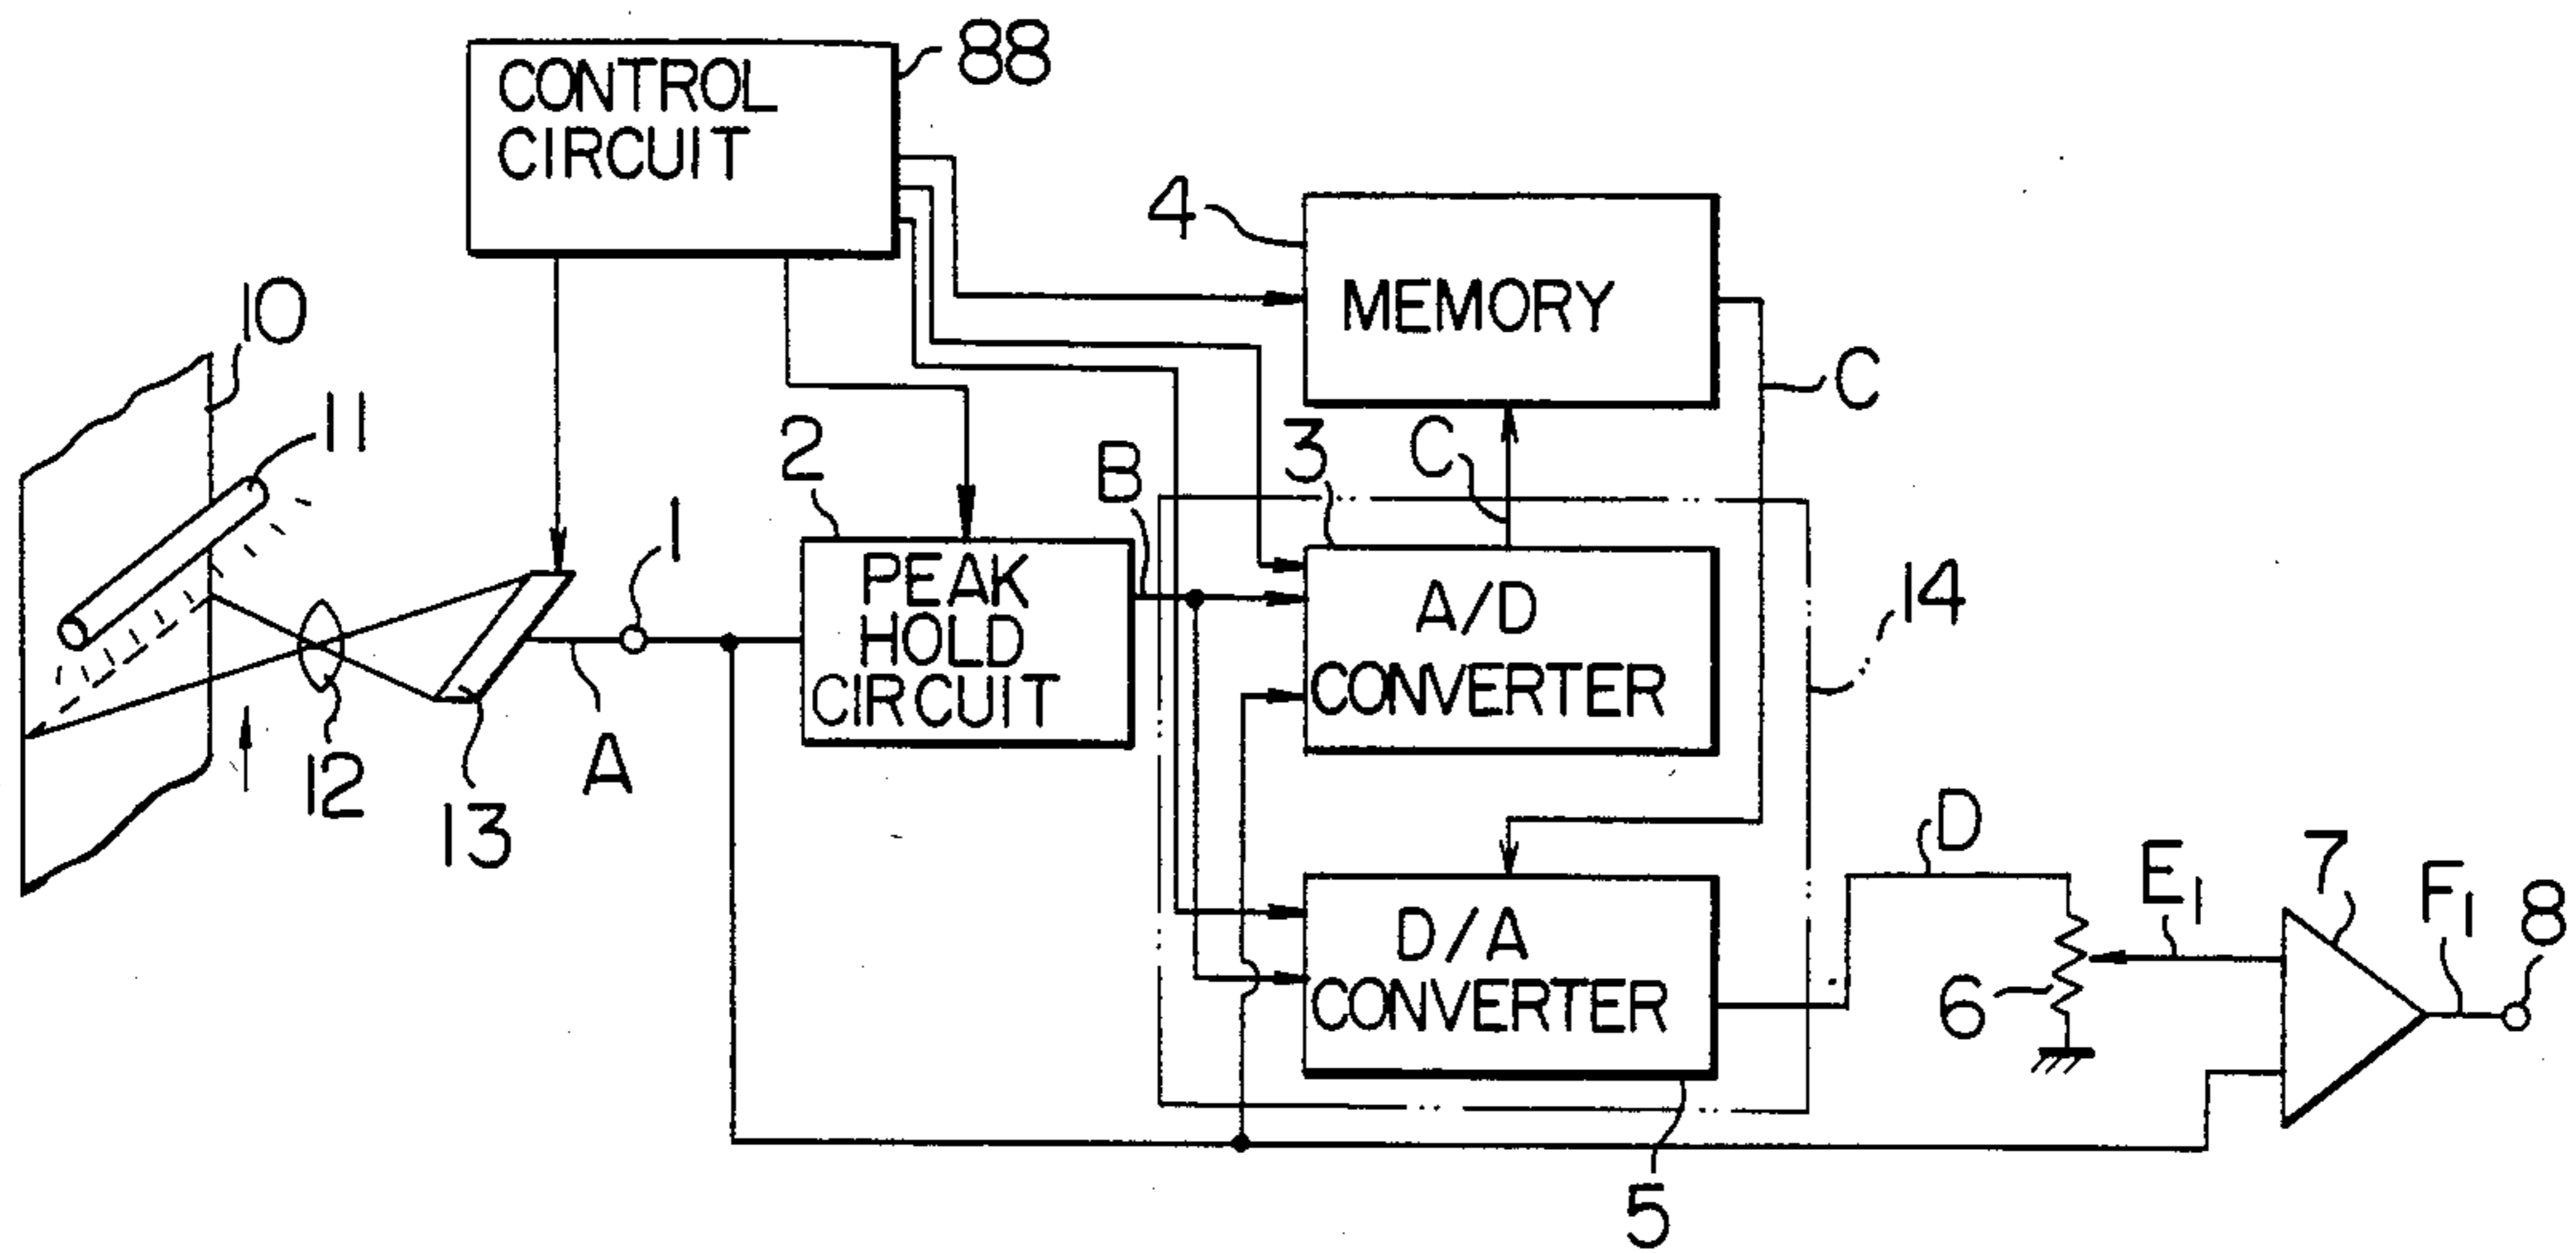 CONTROL
CIRCUIT
88
4
MEMORY
10
C
11
2
B
3
C
1
PEAK
HOLD
CIRCUIT
A/D
CONVERTER
14
12
13
A
D
D/A
CONVERTER
E1
7
F1
8
6
5